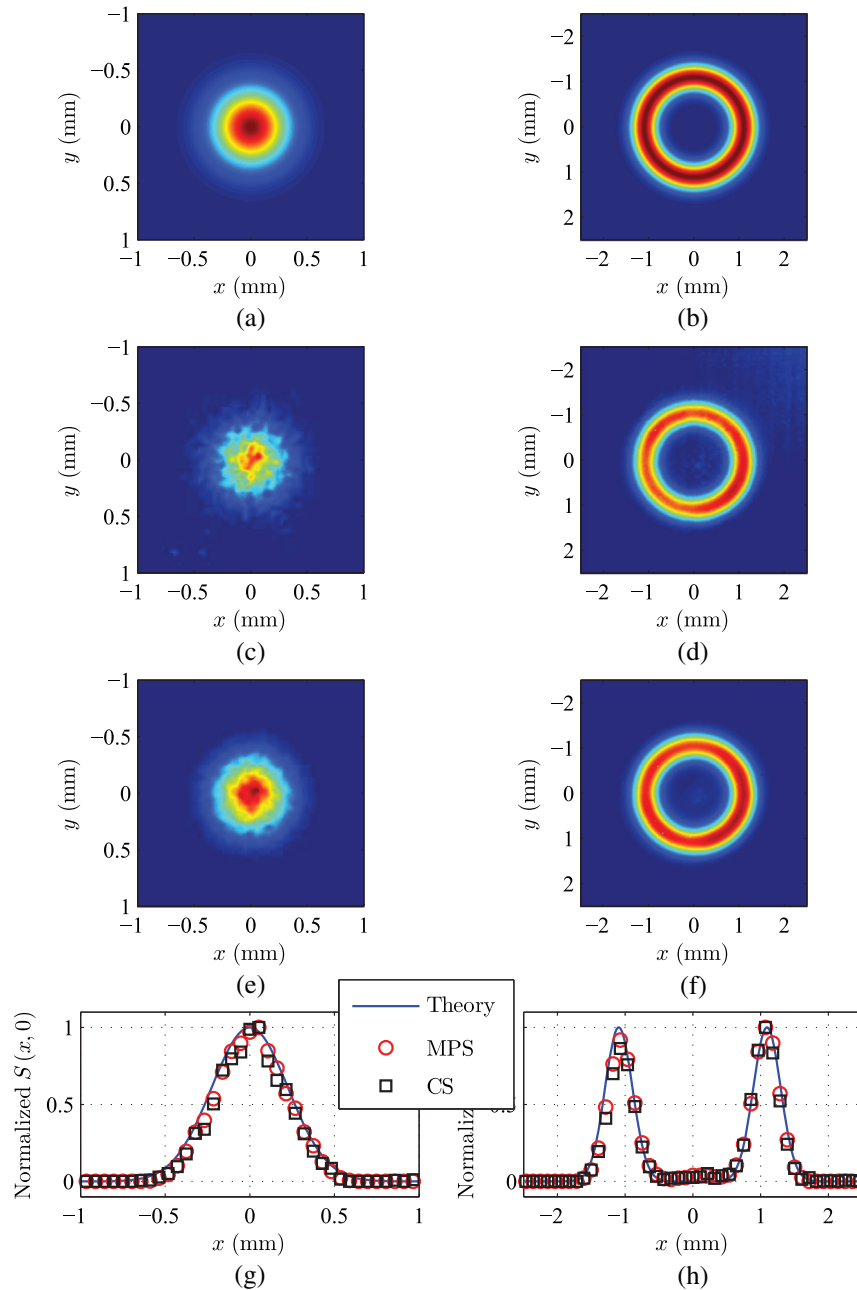 −1
−0.5
0
0.5
1
y (mm)
−1 −0.5 0 0.5 1
x (mm)
(a)
−2
−1
0
1
2
y (mm)
−2 −1 0 1 2
x (mm)
(b)
−1
−0.5
0
0.5
1
y (mm)
−1 −0.5 0 0.5 1
x (mm)
(c)
−2
−1
0
1
2
y (mm)
−2 −1 0 1 2
x (mm)
(d)
−1
−0.5
0
0.5
1
y (mm)
−1 −0.5 0 0.5 1
x (mm)
(e)
−2
−1
0
1
2
y (mm)
−2 −1 0 1 2
x (mm)
(f)
Theory
MPS
CS
1
0.5
0
Normalized S(x, 0)
−1 −0.5 0 0.5 1
x (mm)
(g)
1
0
−2 −1 0 1 2
x (mm)
(h)